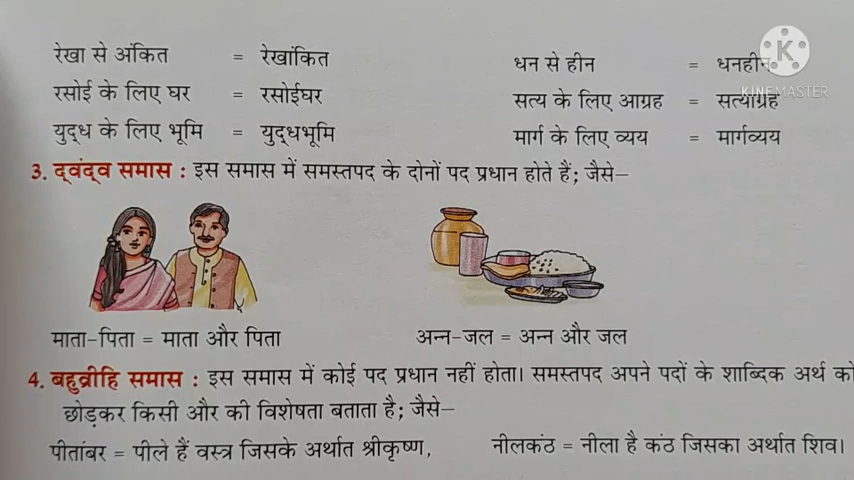 रेखा से अंकित = रेखांकित धन से हीन = धनहीन
रसोई के लिए घर = रसोईघर सत्य के लिए आग्रह = सत्याग्रह
युद्ध के लिए भूमि = युद्धभूमि मार्ग के लिए व्यय = मार्गव्यय
K
KINEMASTER
3. द्वंद्व समास : इस समास में समस्तपद के दोनों पद प्रधान होते हैं; जैसे–
माता-पिता = माता और पिता अन्न-जल = अन्न और जल
4. बहुव्रीहि समास : इस समास में कोई पद प्रधान नहीं होता। समस्तपद अपने पदों के शाब्दिक अर्थ को
छोड़कर किसी और की विशेषता बताता है; जैसे–
पीतांबर = पीले हैं वस्त्र जिसके अर्थात श्रीकृष्ण, नीलकंठ = नीला है कंठ जिसका अर्थात शिव।